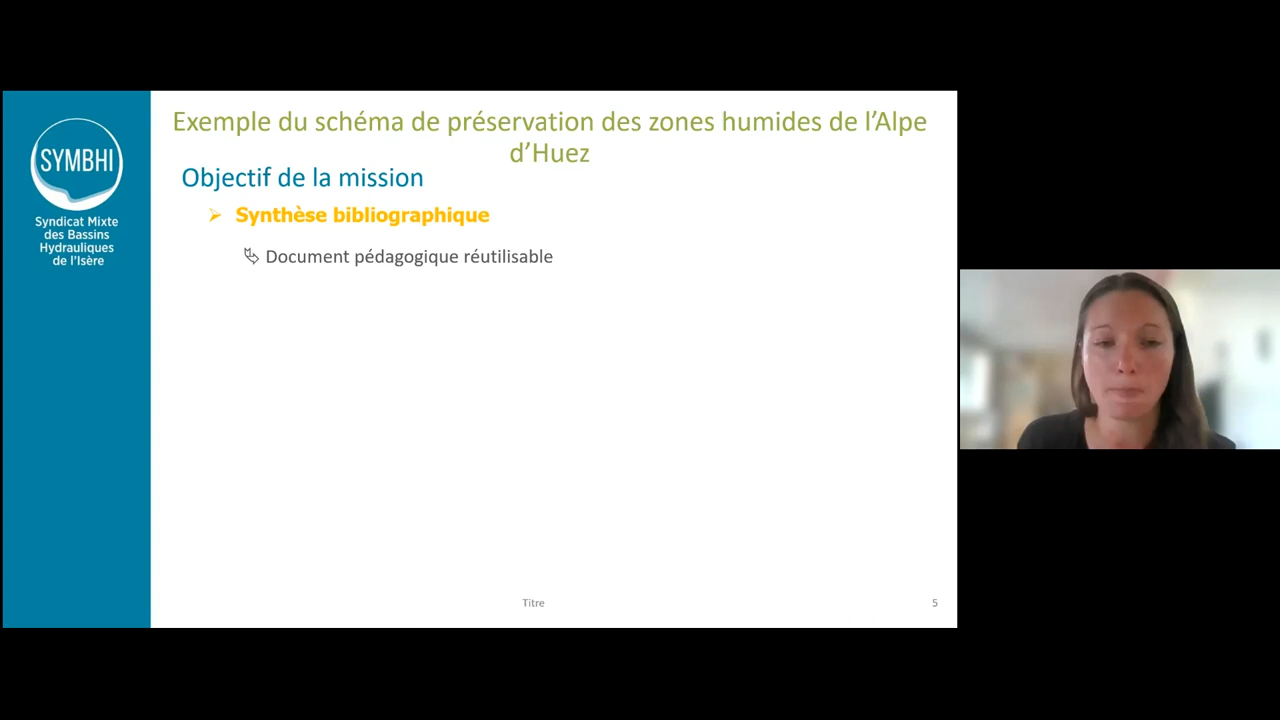 SYMBHI
Syndicat Mixte
des Bassins
Hydrauliques
de l'Isère
Exemple du schéma de préservation des zones humides de l’Alpe
d’Huez
Objectif de la mission
Synthèse bibliographique
Document pédagogique réutilisable
Titre
5